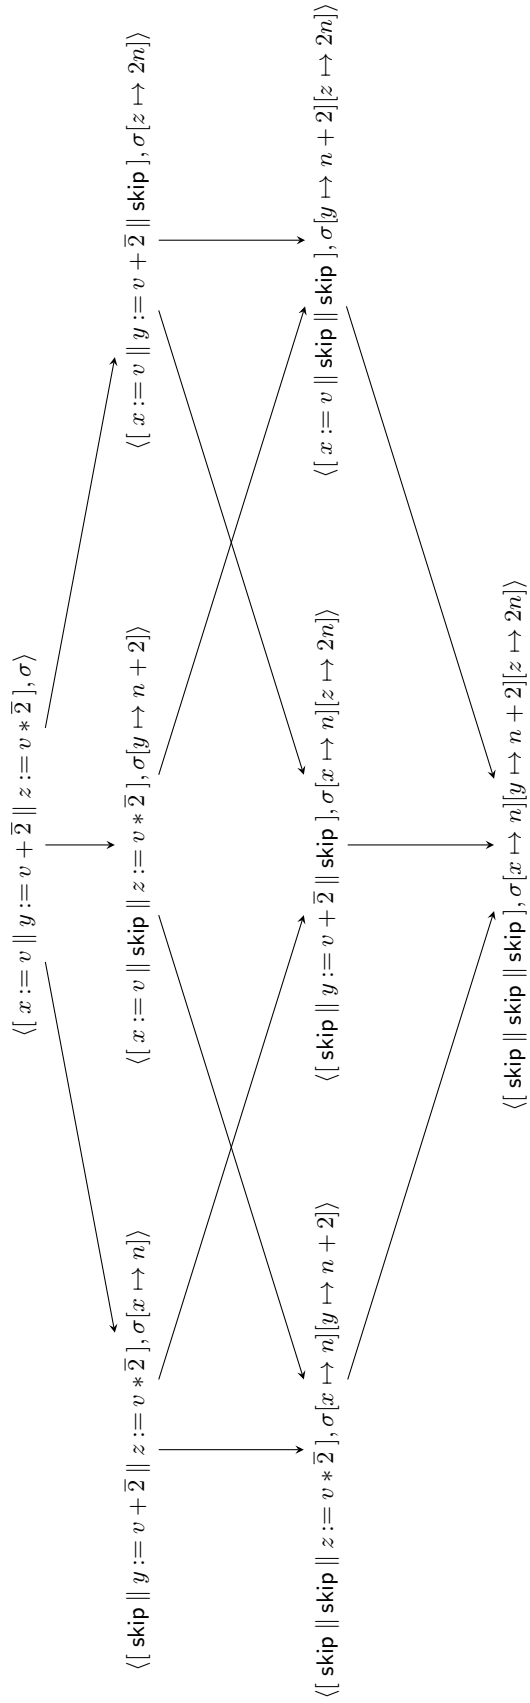 ⟨[ x := v ∥ y := v + 2̅ ∥ z := v ∗ 2̅ ], σ⟩
⟨[ skip ∥ y := v + 2̅ ∥ z := v ∗ 2̅ ], σ[x ↦ n]⟩
⟨[ x := v ∥ skip ∥ z := v ∗ 2̅ ], σ[y ↦ n + 2]⟩
⟨[ x := v ∥ y := v + 2̅ ∥ skip ], σ[z ↦ 2n]⟩
⟨[ skip ∥ skip ∥ z := v ∗ 2̅ ], σ[x ↦ n][y ↦ n + 2]⟩
⟨[ skip ∥ y := v + 2̅ ∥ skip ], σ[x ↦ n][z ↦ 2n]⟩
⟨[ x := v ∥ skip ∥ skip ], σ[y ↦ n + 2][z ↦ 2n]⟩
⟨[ skip ∥ skip ∥ skip ], σ[x ↦ n][y ↦ n + 2][z ↦ 2n]⟩